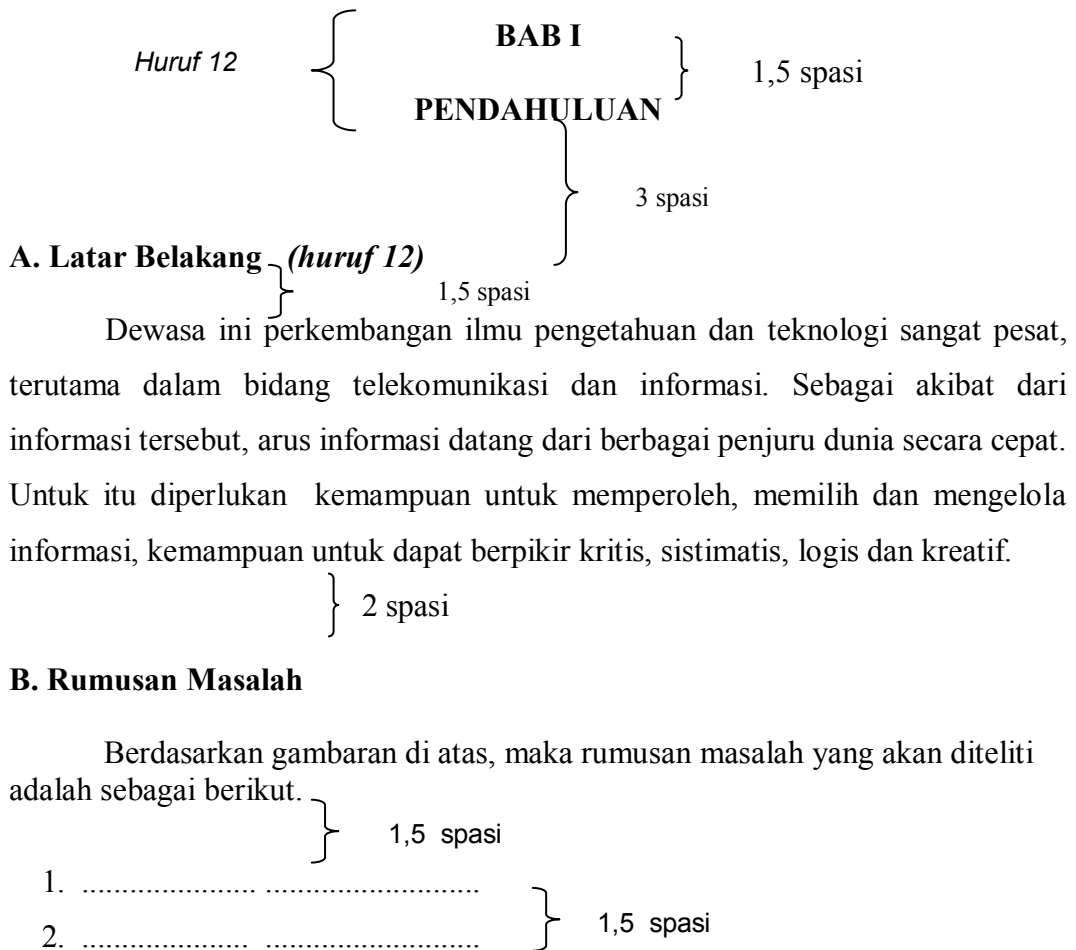 BAB I
Huruf 12
1,5 spasi
PENDAHULUAN
3 spasi
A. Latar Belakang (huruf 12)
1,5 spasi
Dewasa ini perkembangan ilmu pengetahuan dan teknologi sangat pesat,
terutama dalam bidang telekomunikasi dan informasi. Sebagai akibat dari
informasi tersebut, arus informasi datang dari berbagai penjuru dunia secara cepat.
Untuk itu diperlukan kemampuan untuk memperoleh, memilih dan mengelola
informasi, kemampuan untuk dapat berpikir kritis, sistimatis, logis dan kreatif.
2 spasi
B. Rumusan Masalah
Berdasarkan gambaran di atas, maka rumusan masalah yang akan diteliti
adalah sebagai berikut.
1,5 spasi
1. ...................... ...........................
2. ..................... ...........................
1,5 spasi